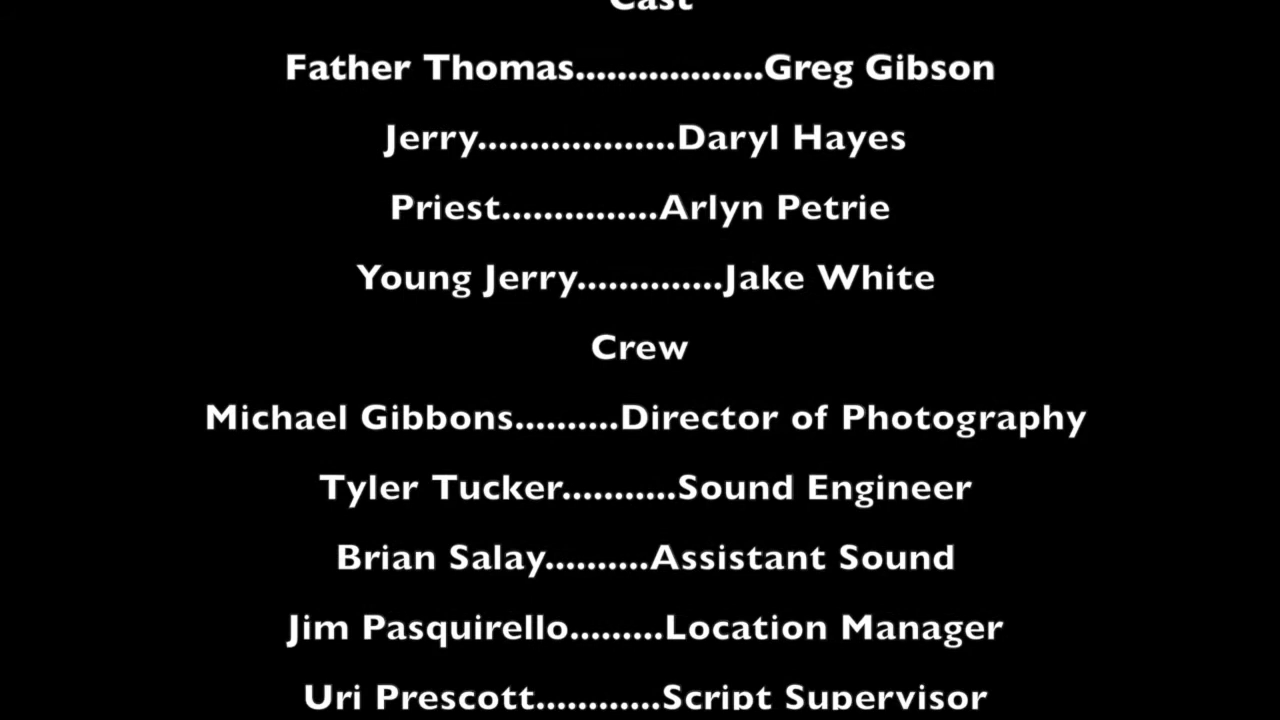 Cast
Father Thomas..................Greg Gibson
Jerry...................Daryl Hayes
Priest...............Arlyn Petrie
Young Jerry..............Jake White
Crew
Michael Gibbons..........Director of Photography
Tyler Tucker...........Sound Engineer
Brian Salay..........Assistant Sound
Jim Pasquirello.........Location Manager
Uri Prescott............Script Supervisor